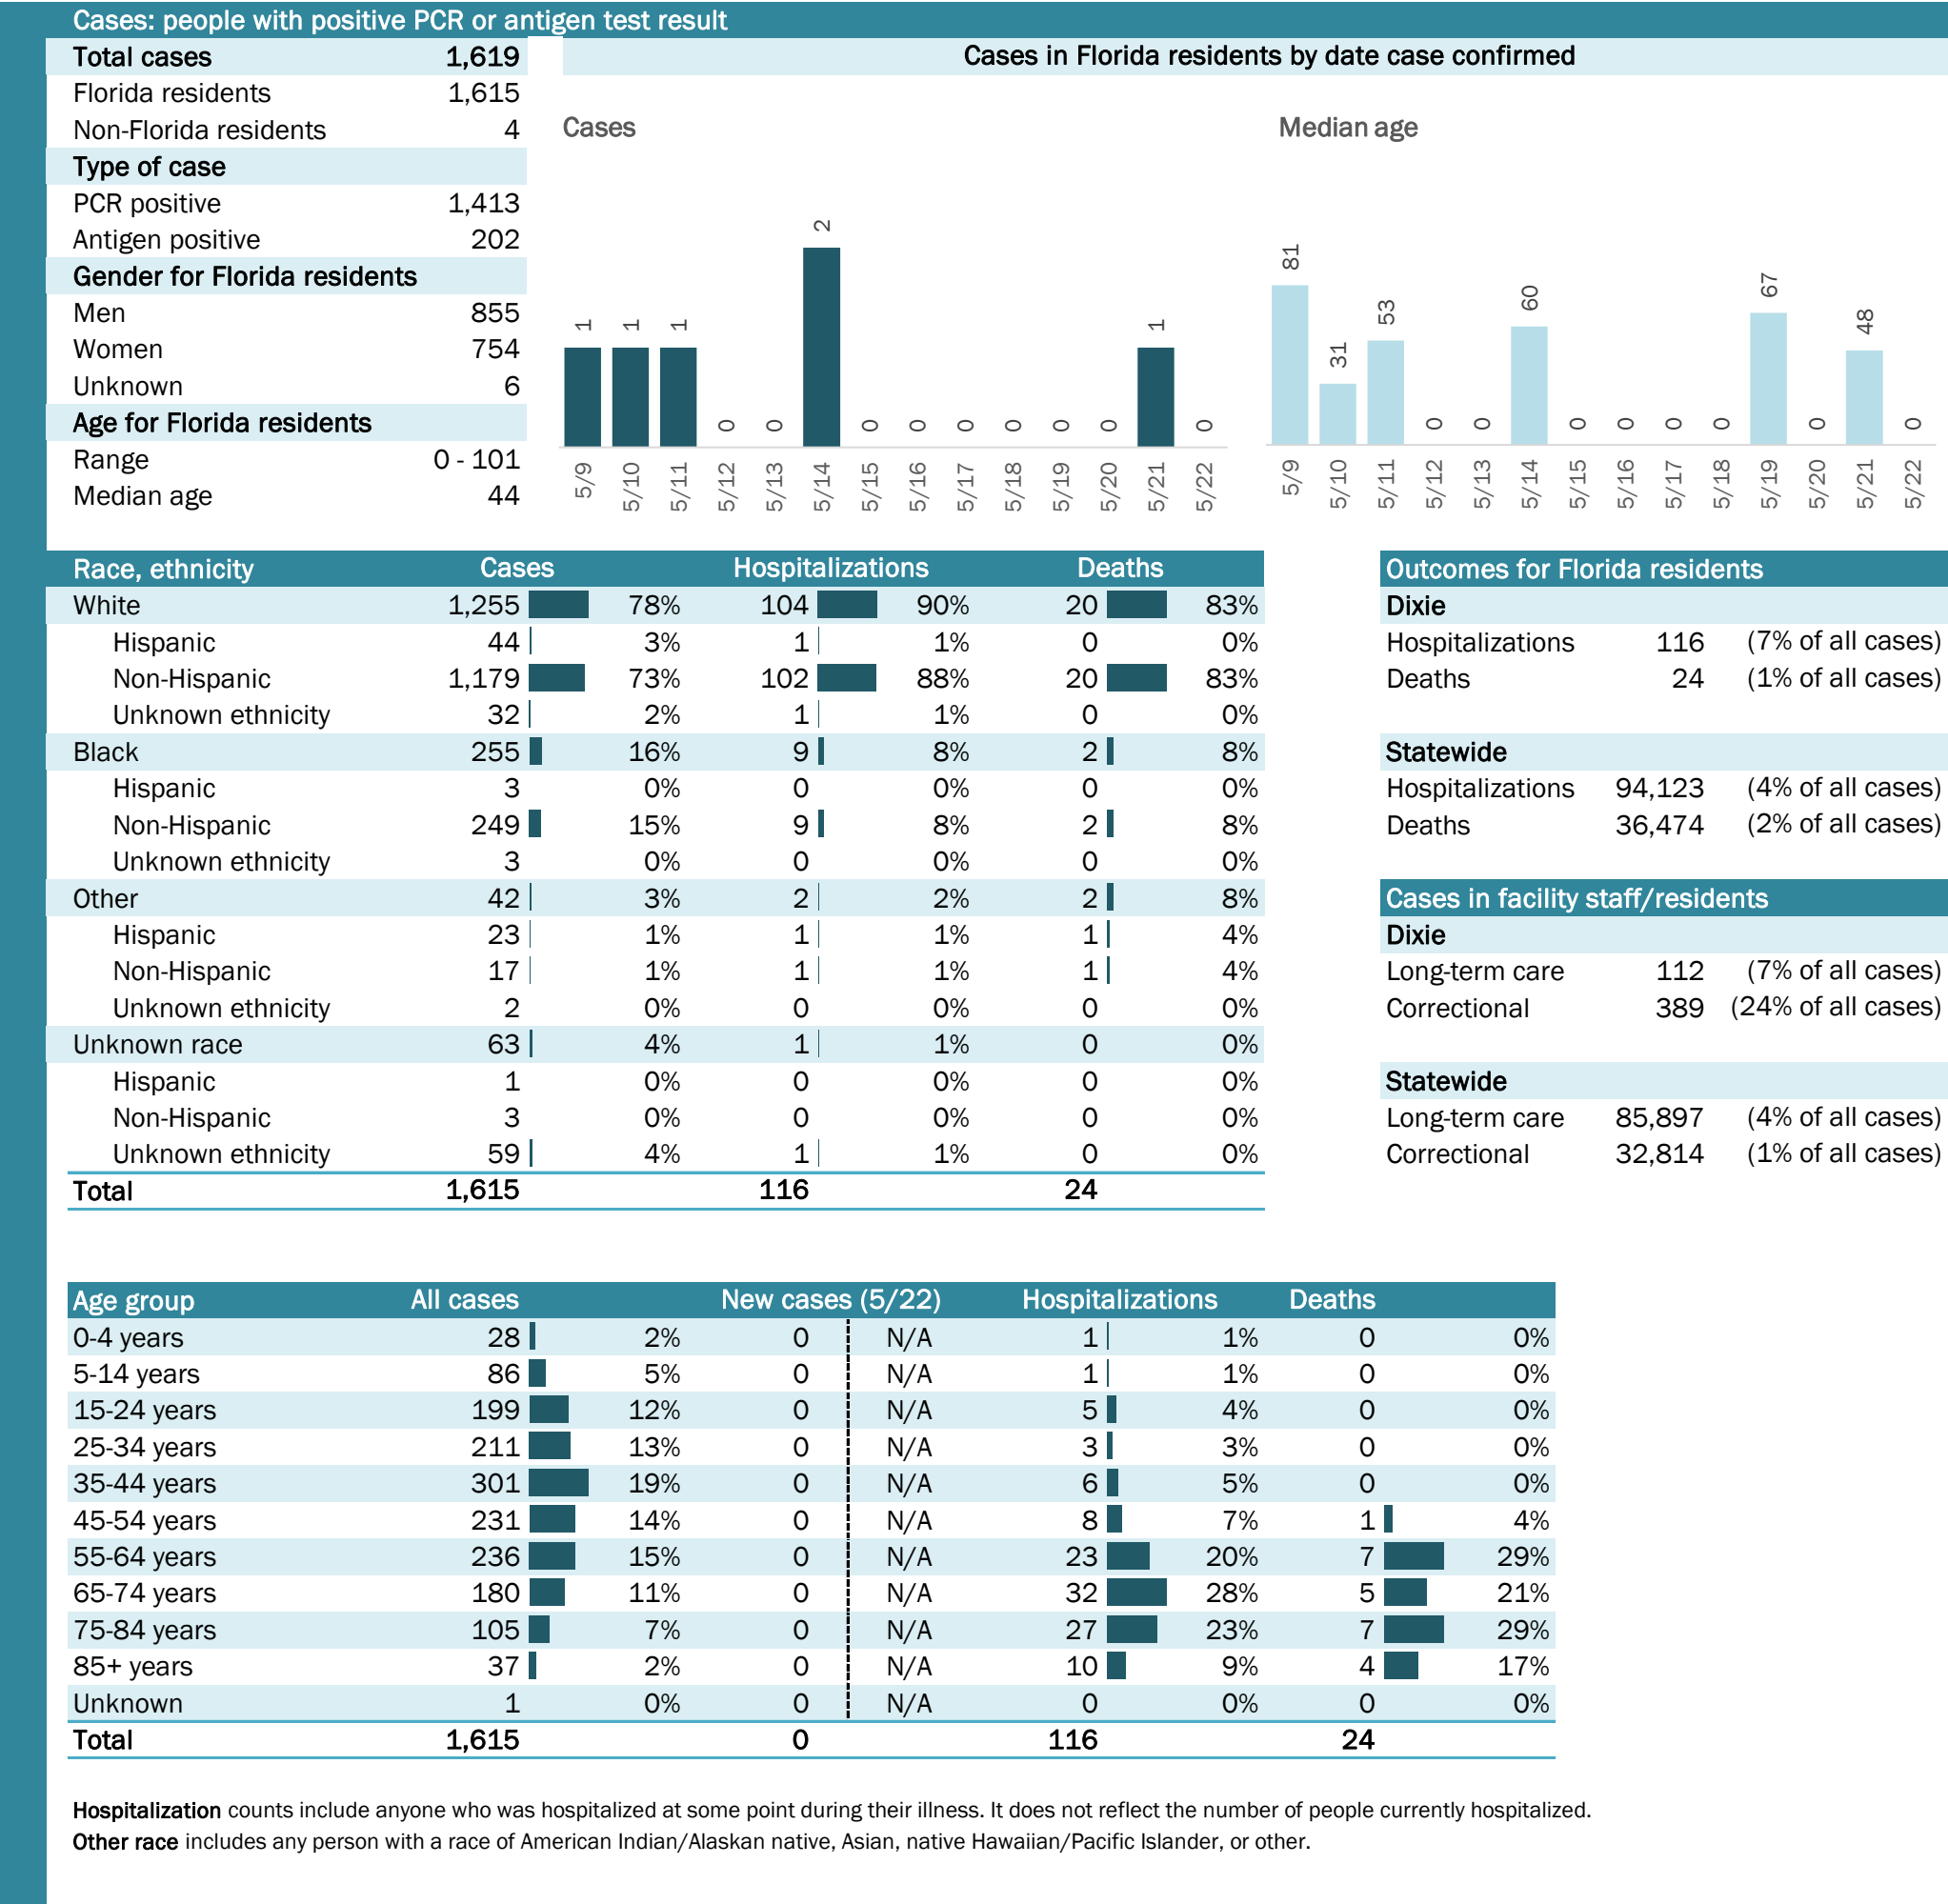 Cases: people with positive PCR or antigen test result
Total cases 1,619
Florida residents 1,615
Non-Florida residents 4
Type of case
PCR positive 1,413
Antigen positive 202
Gender for Florida residents
Men 855
Women 754
Unknown 6
Age for Florida residents
Range 0 - 101
Median age 44
Cases in Florida residents by date case confirmed
Cases
1 1 1 0 0 2 0 0 0 0 0 0 1 0
5/9 5/10 5/11 5/12 5/13 5/14 5/15 5/16 5/17 5/18 5/19 5/20 5/21 5/22
Median age
81 31 53 0 0 60 0 0 0 0 67 0 48 0
5/9 5/10 5/11 5/12 5/13 5/14 5/15 5/16 5/17 5/18 5/19 5/20 5/21 5/22
Race, ethnicity Cases Hospitalizations Deaths
White 1,255 78% 104 90% 20 83%
Hispanic 44 3% 1 1% 0 0%
Non-Hispanic 1,179 73% 102 88% 20 83%
Unknown ethnicity 32 2% 1 1% 0 0%
Black 255 16% 9 8% 2 8%
Hispanic 3 0% 0 0% 0 0%
Non-Hispanic 249 15% 9 8% 2 8%
Unknown ethnicity 3 0% 0 0% 0 0%
Other 42 3% 2 2% 2 8%
Hispanic 23 1% 1 1% 1 4%
Non-Hispanic 17 1% 1 1% 1 4%
Unknown ethnicity 2 0% 0 0% 0 0%
Unknown race 63 4% 1 1% 0 0%
Hispanic 1 0% 0 0% 0 0%
Non-Hispanic 3 0% 0 0% 0 0%
Unknown ethnicity 59 4% 1 1% 0 0%
Total 1,615 116 24
Outcomes for Florida residents
Dixie
Hospitalizations 116 (7% of all cases)
Deaths 24 (1% of all cases)
Statewide
Hospitalizations 94,123 (4% of all cases)
Deaths 36,474 (2% of all cases)
Cases in facility staff/residents
Dixie
Long-term care 112 (7% of all cases)
Correctional 389 (24% of all cases)
Statewide
Long-term care 85,897 (4% of all cases)
Correctional 32,814 (1% of all cases)
Age group All cases New cases (5/22) Hospitalizations Deaths
0-4 years 28 2% 0 N/A 1 1% 0 0%
5-14 years 86 5% 0 N/A 1 1% 0 0%
15-24 years 199 12% 0 N/A 5 4% 0 0%
25-34 years 211 13% 0 N/A 3 3% 0 0%
35-44 years 301 19% 0 N/A 6 5% 0 0%
45-54 years 231 14% 0 N/A 8 7% 1 4%
55-64 years 236 15% 0 N/A 23 20% 7 29%
65-74 years 180 11% 0 N/A 32 28% 5 21%
75-84 years 105 7% 0 N/A 27 23% 7 29%
85+ years 37 2% 0 N/A 10 9% 4 17%
Unknown 1 0% 0 N/A 0 0% 0 0%
Total 1,615 0 116 24
Hospitalization counts include anyone who was hospitalized at some point during their illness. It does not reflect the number of people currently hospitalized.
Other race includes any person with a race of American Indian/Alaskan native, Asian, native Hawaiian/Pacific Islander, or other.